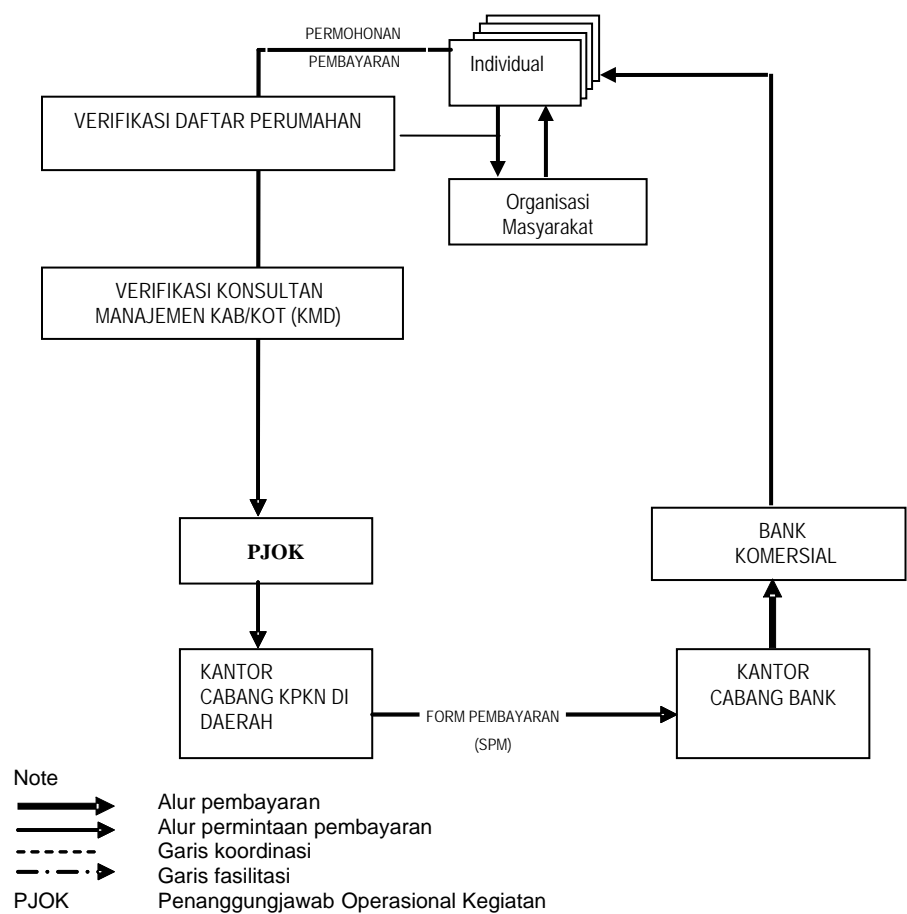 PERMOHONAN
PEMBAYARAN
Individual
VERIFIKASI DAFTAR PERUMAHAN
Organisasi
Masyarakat
VERIFIKASI KONSULTAN
MANAJEMEN KAB/KOT (KMD)
PJOK
BANK
KOMERSIAL
KANTOR
CABANG KPKN DI
DAERAH
FORM PEMBAYARAN
(SPM)
KANTOR
CABANG BANK
Note
Alur pembayaran
Alur permintaan pembayaran
Garis koordinasi
Garis fasilitasi
PJOK Penanggungjawab Operasional Kegiatan